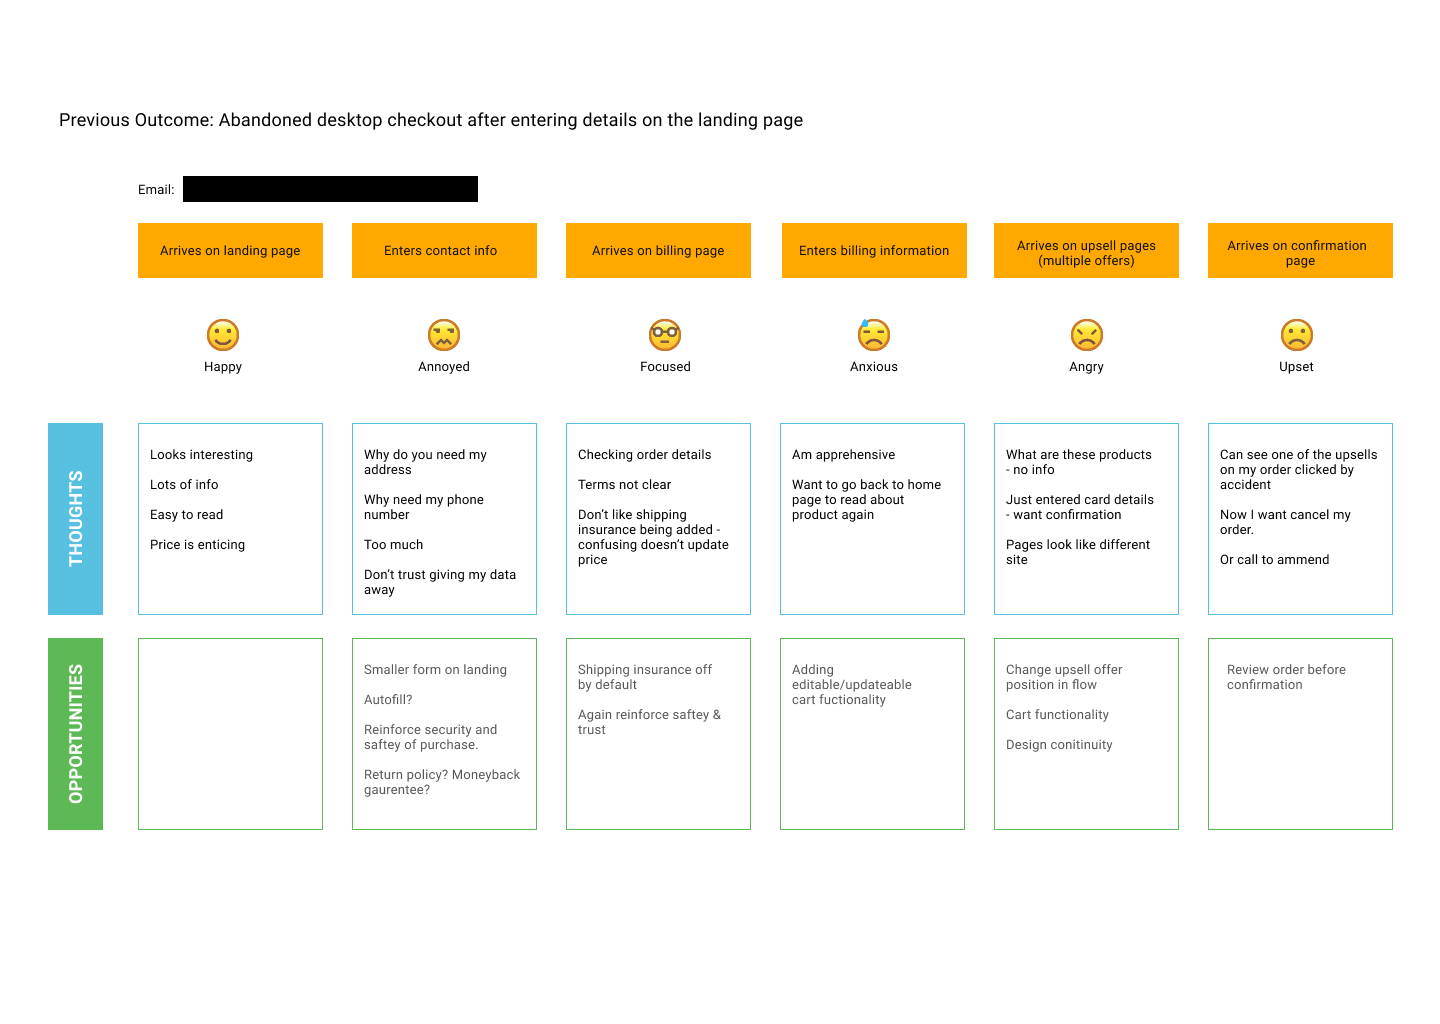 Previous Outcome: Abandoned desktop checkout after entering details on the landing page
Email:
Arrives on landing page
Enters contact info
Arrives on billing page
Enters billing information
Arrives on upsell pages
(multiple offers)
Arrives on confirmation
page
Happy
Annoyed
Focused
Anxious
Angry
Upset
THOUGHTS
Looks interesting
Lots of info
Easy to read
Price is enticing
Why do you need my
address
Why need my phone
number
Too much
Don't trust giving my data
away
Checking order details
Terms not clear
Don't like shipping
insurance being added -
confusing doesn't update
price
Am apprehensive
Want to go back to home
page to read about
product again
What are these products
- no info
Just entered card details
- want confirmation
Pages look like different
site
Can see one of the upsells
on my order clicked by
accident
Now I want cancel my
order.
Or call to ammend
OPPORTUNITIES
Smaller form on landing
Autofill?
Reinforce security and
saftey of purchase.
Return policy? Moneyback
gaurentee?
Shipping insurance off
by default
Again reinforce saftey &
trust
Adding
editable/updateable
cart fuctionality
Change upsell offer
position in flow
Cart functionality
Design conitinuity
Review order before
confirmation